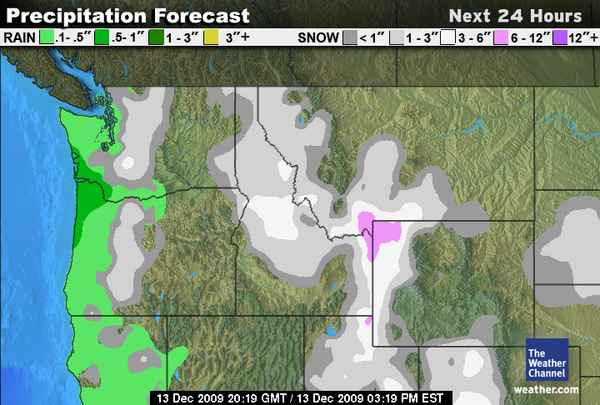 Precipitation Forecast Next 24 Hours
RAIN .1-.5" .5-1" 1-3" 3"+ SNOW <1" 1-3" 3-6" 6-12" 12"+
The
Weather
Channel
weather.com
13 Dec 2009 20:19 GMT / 13 Dec 2009 03:19 PM EST